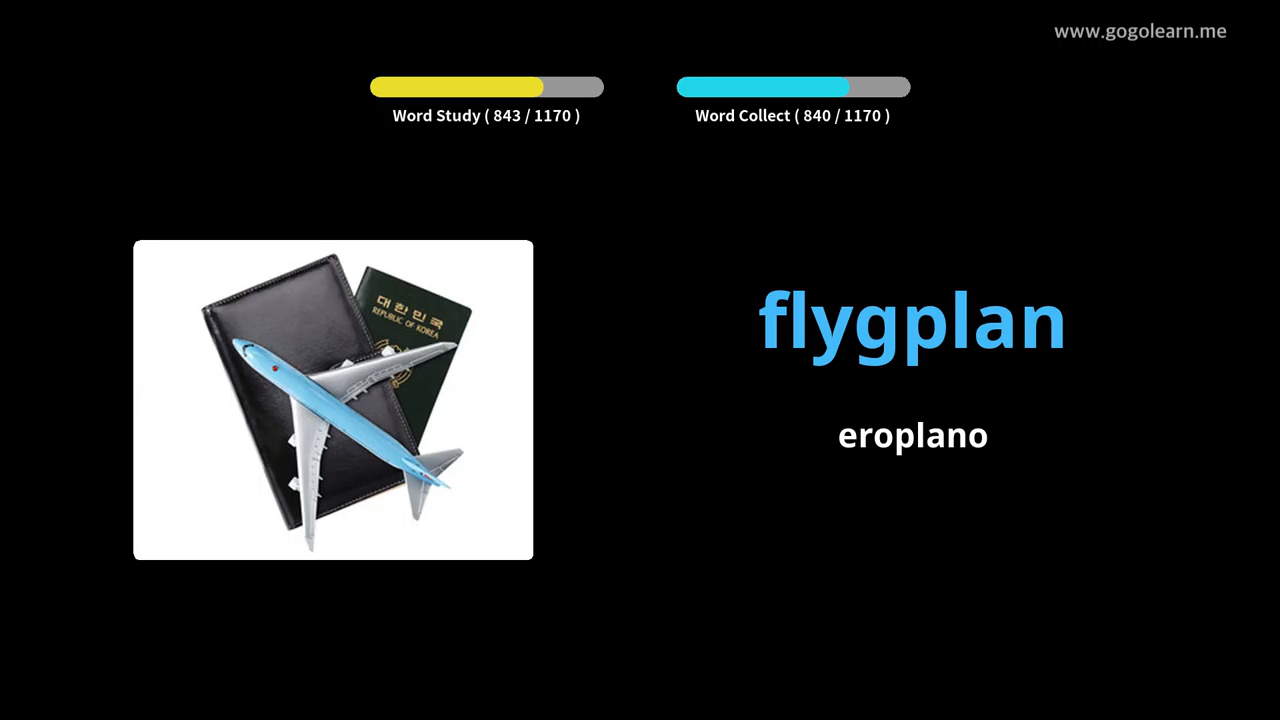 www.gogolearn.me
Word Study ( 843 / 1170 )
Word Collect ( 840 / 1170 )
대한민국
REPUBLIC OF KOREA
flygplan
eroplano